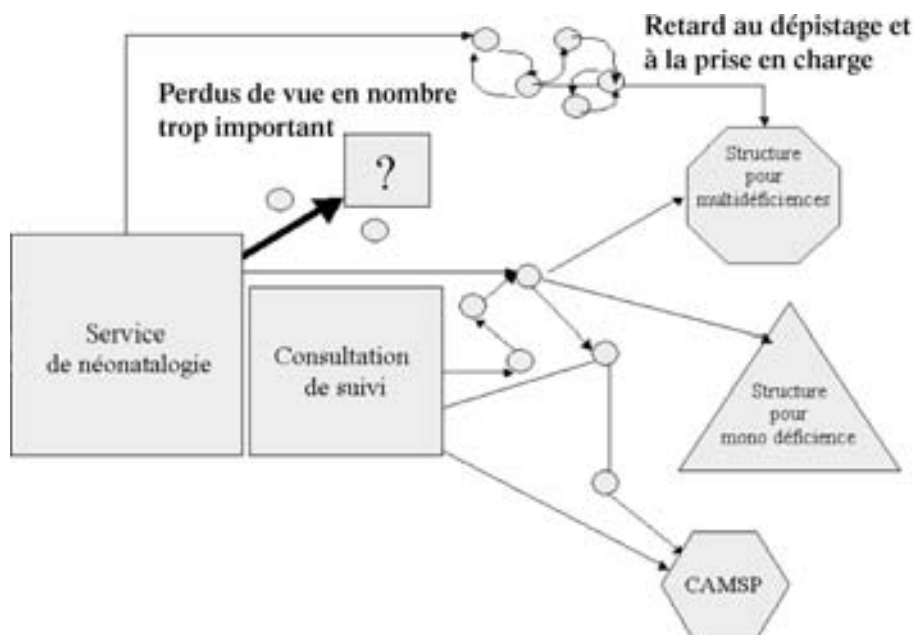 Retard au dépistage et
à la prise en charge
Perdus de vue en nombre
trop important
?
Structure
pour
multidéficiences
Service
de néonatalogie
Consultation
de suivi
Structure
pour
mono déficience
CAMSP